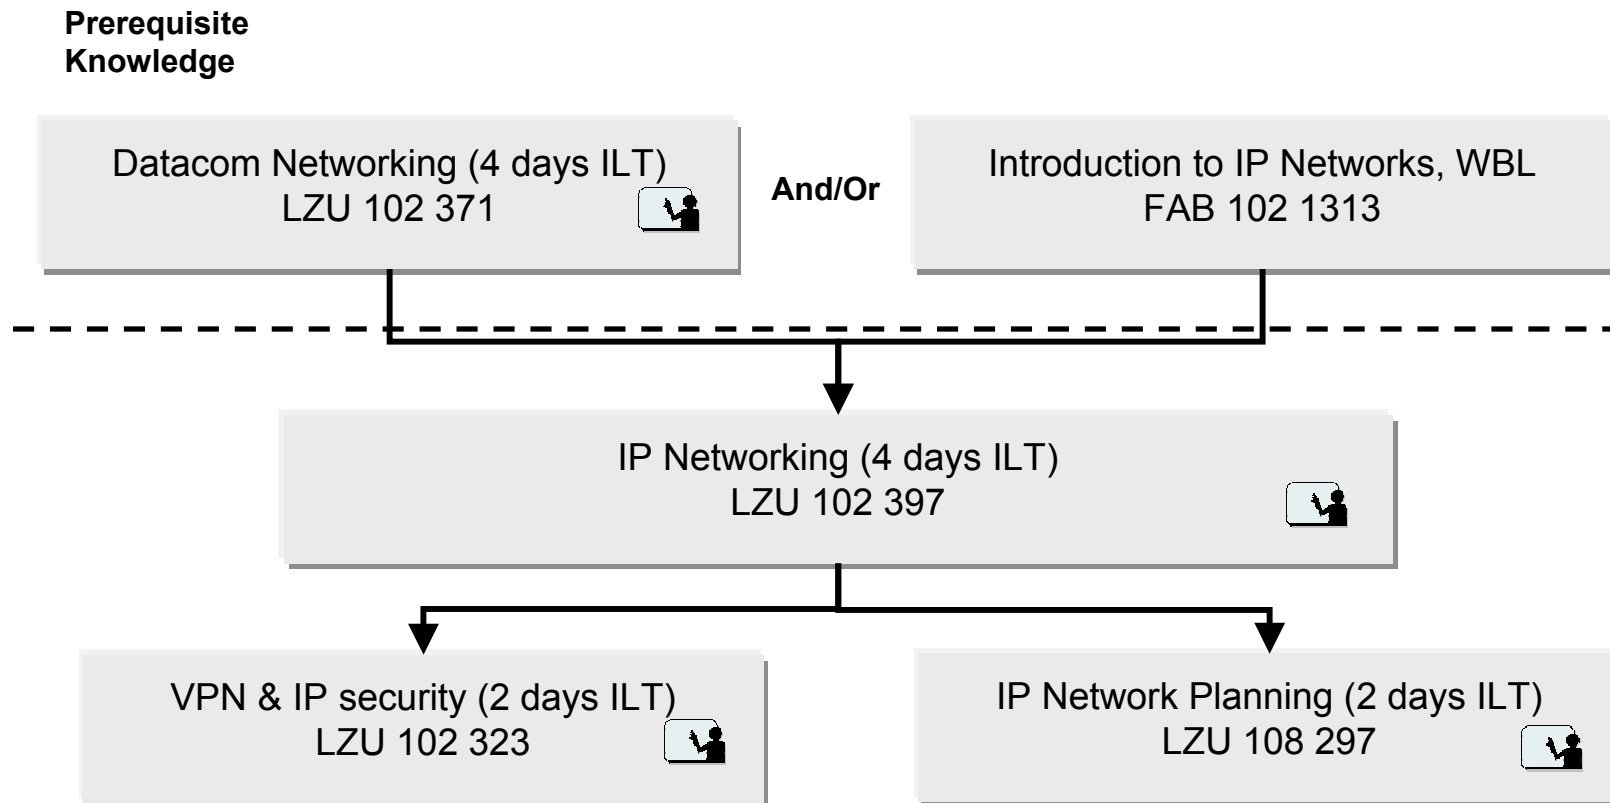 Prerequisite
Knowledge
Datacom Networking (4 days ILT)
LZU 102 371
And/Or
Introduction to IP Networks, WBL
FAB 102 1313
IP Networking (4 days ILT)
LZU 102 397
VPN & IP security (2 days ILT)
LZU 102 323
IP Network Planning (2 days ILT)
LZU 108 297